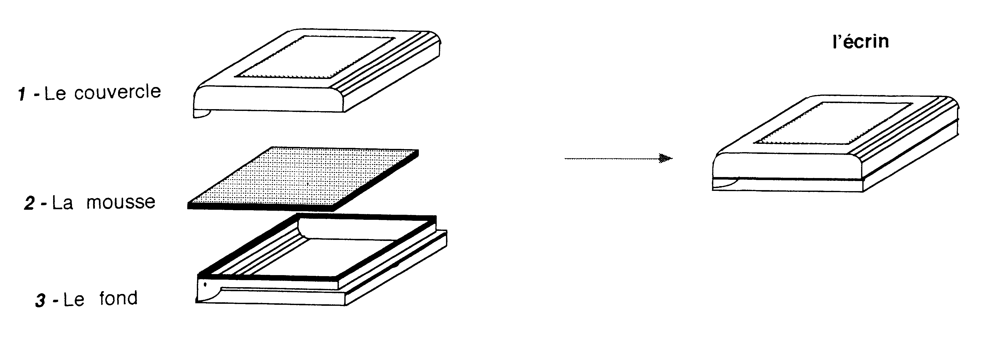 l'écrin
1 - Le couvercle
2 - La mousse
3 - Le fond